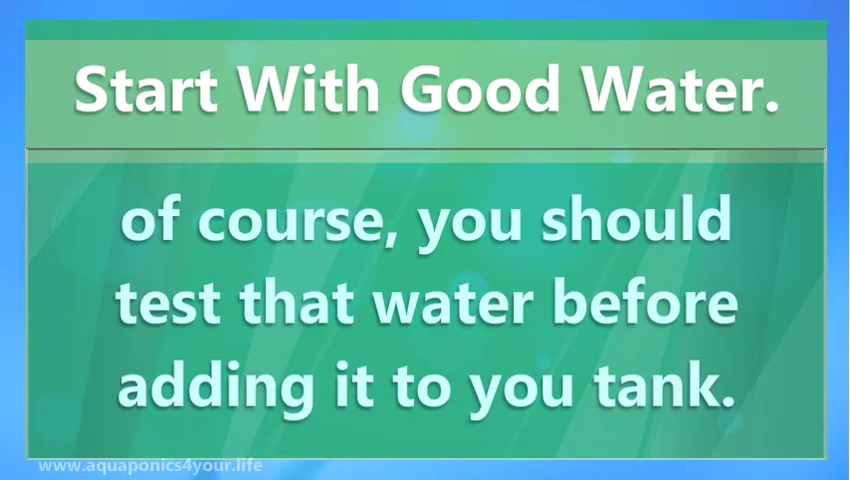 Start With Good Water.
of course, you should
test that water before
adding it to you tank.
www.aquaponics4your.life